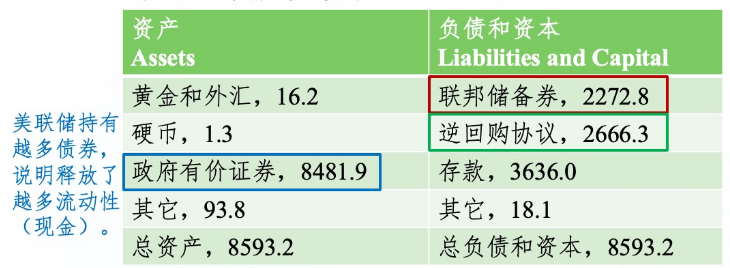 资产
Assets
负债和资本
Liabilities and Capital
黄金和外汇，16.2
联邦储备券，2272.8
硬币，1.3
逆回购协议，2666.3
政府有价证券，8481.9
存款，3636.0
其它，93.8
其它，18.1
总资产，8593.2
总负债和资本，8593.2
美联储持有
越多债券，
说明释放了
越多流动性
（现金）。